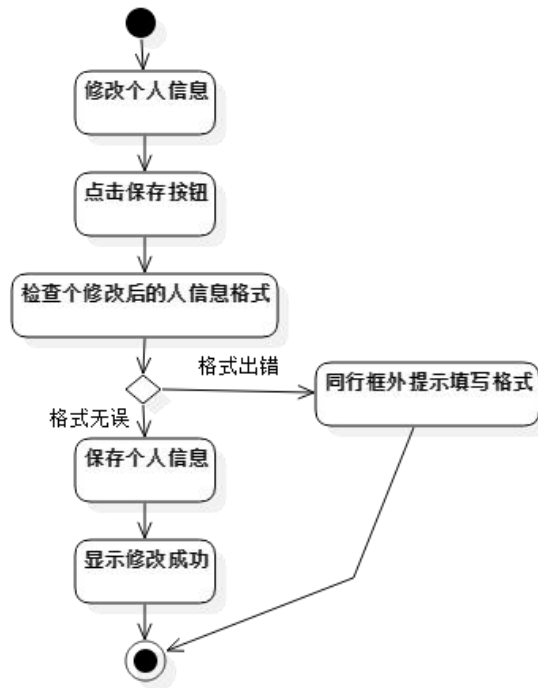 修改个人信息
点击保存按钮
检查个修改后的人信息格式
格式出错
同行框外提示填写格式
格式无误
保存个人信息
显示修改成功